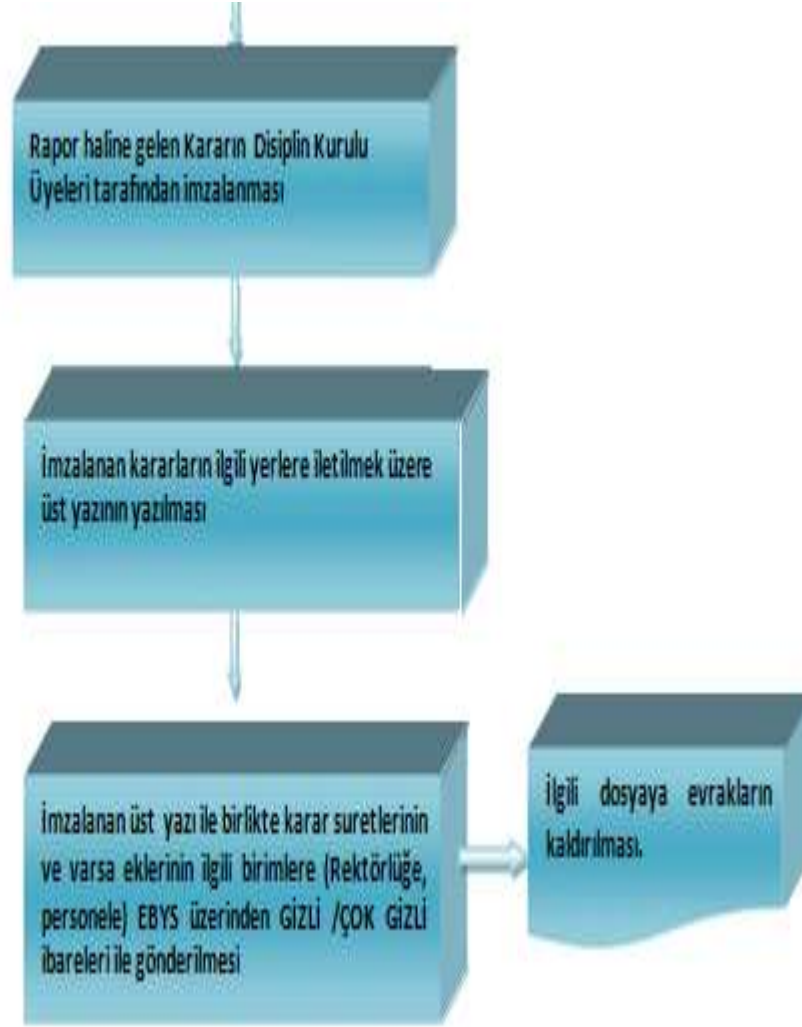 Rapor haline gelen Kararın Disiplin Kurulu
Üyeleri tarafından imzalanması
İmzalanan kararların ilgili yerlere iletilmek üzere
üst yazının yazılması
İmzalanan üst yazı ile birlikte karar suretlerinin
ve varsa eklerinin ilgili birimlere (Rektörlüğe,
personele) EBYS üzerinden GİZLİ /ÇOK GİZLİ
ibareleri ile gönderilmesi
İlgili dosyaya evrakların
kaldırılması.